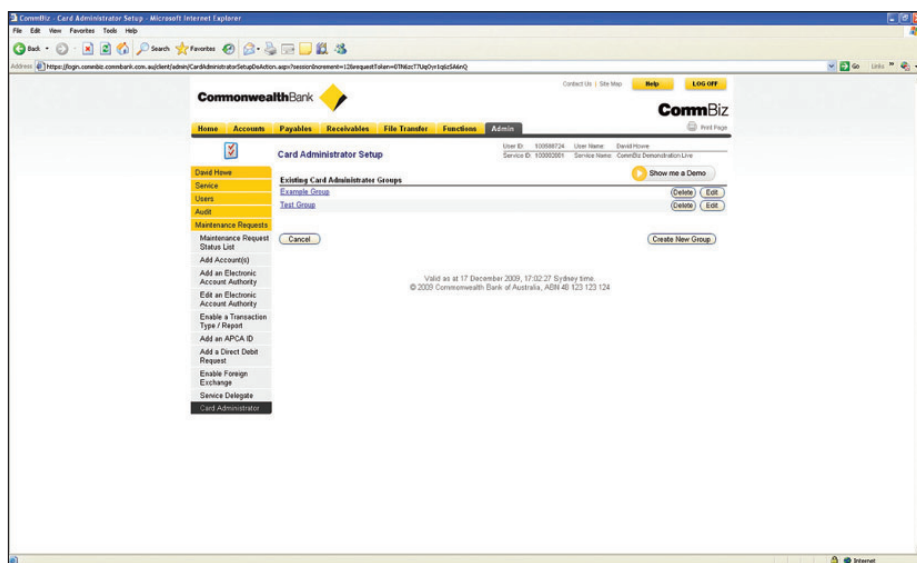 CommBiz - Card Administrator Setup - Microsoft Internet Explorer
File Edit View Favorites Tools Help
Back Search Favorites
Address Go Links
Contact Us | Site Map Help LOG OFF
CommonwealthBank
CommBiz
Home Accounts Payables Receivables File Transfer Functions Admin Print Page
User ID: User Name: David Howe
Card Administrator Setup
Service ID: Service Name: CommBiz Demonstration Live
David Howe
Show me a Demo
Service
Existing Card Administrator Groups
Users
Example Group Delete Edit
Audit
Test Group Delete Edit
Maintenance Requests
Maintenance Request
Status List
Cancel Create New Group
Add Account(s)
Add an Electronic
Account Authority
Valid as at 17 December 2009, 17:02:27 Sydney time.
© 2009 Commonwealth Bank of Australia, ABN 48 123 123 124
Edit an Electronic
Account Authority
Enable a Transaction
Type / Report
Add an APCA ID
Add a Direct Debit
Request
Enable Foreign
Exchange
Service Delegate
Card Administrator
Internet